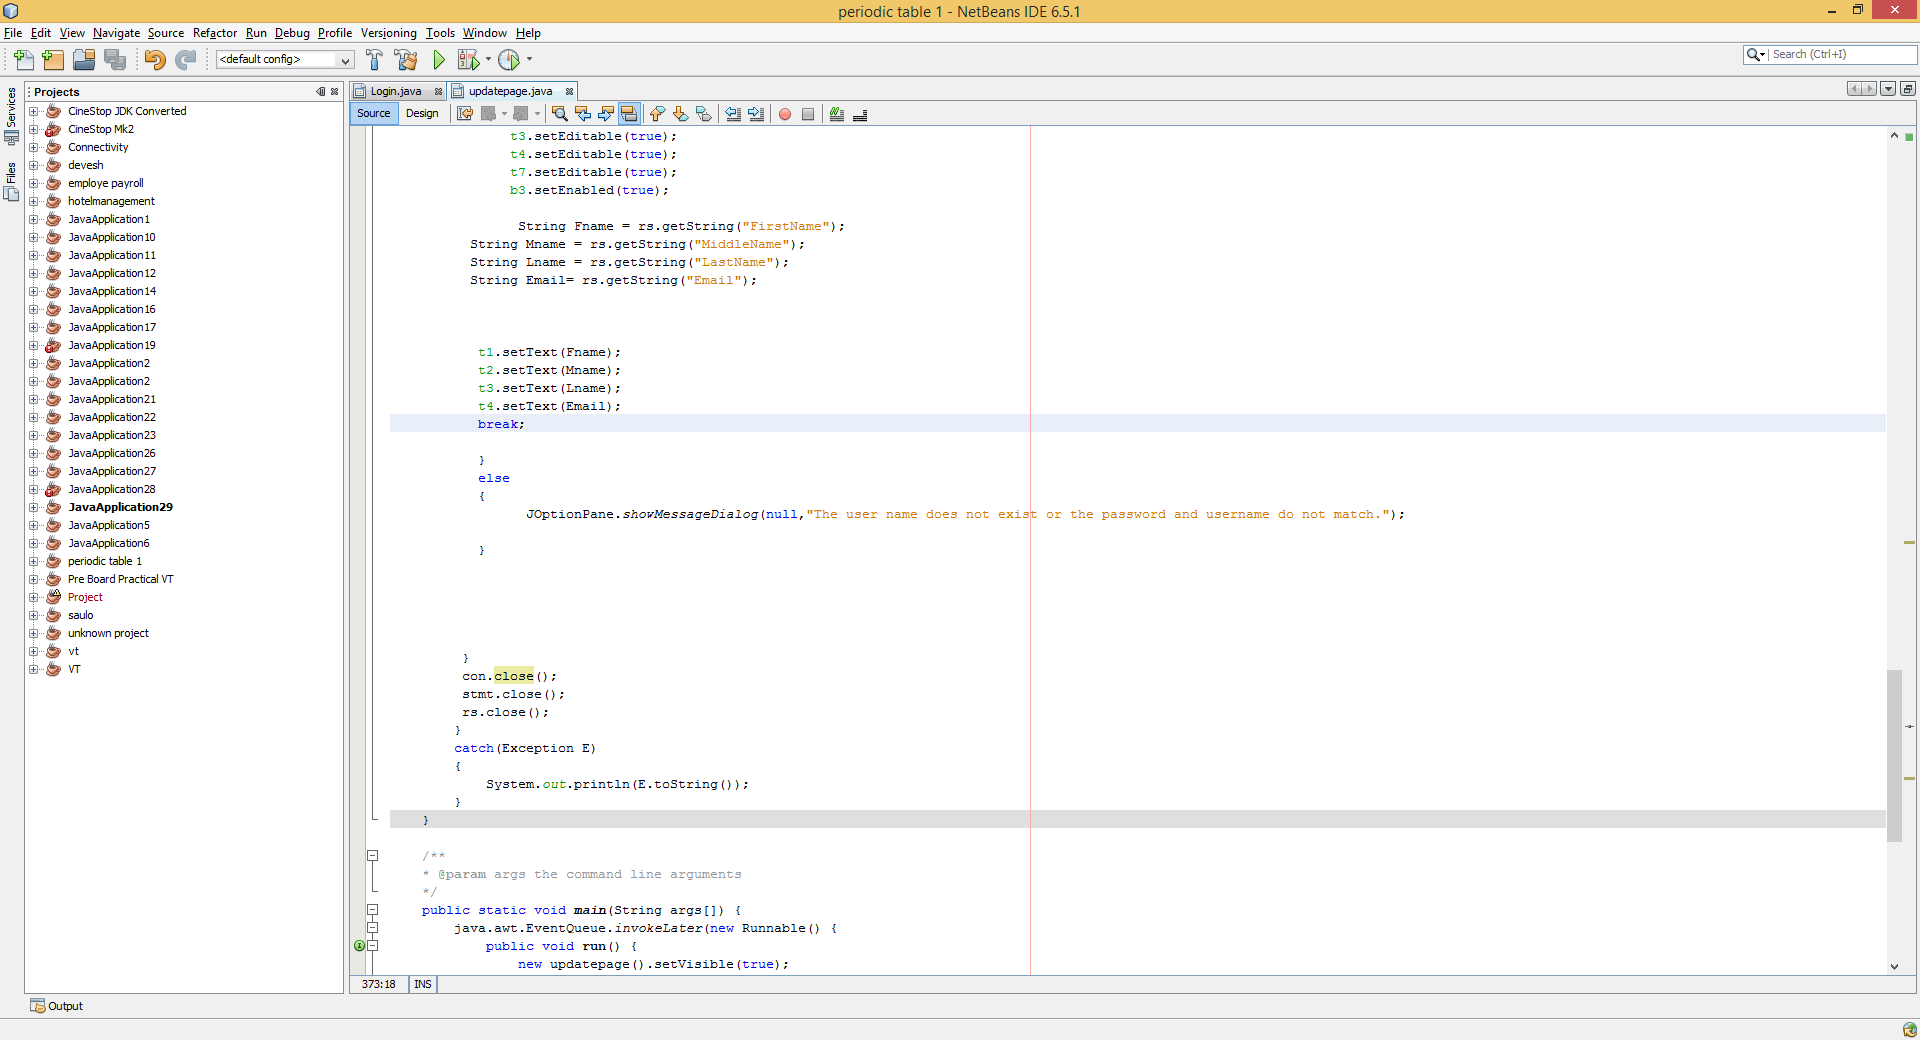 periodic table 1 - NetBeans IDE 6.5.1
File Edit View Navigate Source Refactor Run Debug Profile Versioning Tools Window Help
<default config>
Search (Ctrl+I)
Services
Files
Projects
CineStop JDK Converted
CineStop Mk2
Connectivity
devesh
employe payroll
hotelmanagement
JavaApplication1
JavaApplication10
JavaApplication11
JavaApplication12
JavaApplication14
JavaApplication16
JavaApplication17
JavaApplication19
JavaApplication2
JavaApplication2
JavaApplication21
JavaApplication22
JavaApplication23
JavaApplication26
JavaApplication27
JavaApplication28
JavaApplication29
JavaApplication5
JavaApplication6
periodic table 1
Pre Board Practical VT
Project
saulo
unknown project
vt
VT
Login.java updatepage.java
Source Design
t3.setEditable(true);
t4.setEditable(true);
t7.setEditable(true);
b3.setEnabled(true);
String Fname = rs.getString("FirstName");
String Mname = rs.getString("MiddleName");
String Lname = rs.getString("LastName");
String Email= rs.getString("Email");
t1.setText(Fname);
t2.setText(Mname);
t3.setText(Lname);
t4.setText(Email);
break;
}
else
{
JOptionPane.showMessageDialog(null,"The user name does not exist or the password and username do not match.");
}
}
con.close();
stmt.close();
rs.close();
}
catch(Exception E)
{
System.out.println(E.toString());
}
}
/**
* @param args the command line arguments
*/
public static void main(String args[]) {
java.awt.EventQueue.invokeLater(new Runnable() {
public void run() {
new updatepage().setVisible(true);
373:18 INS
Output